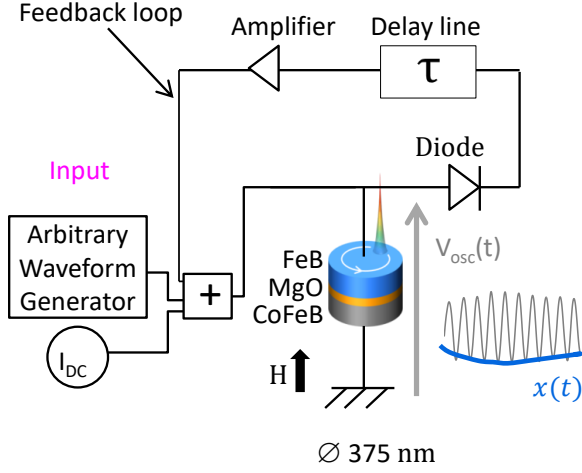 Feedback loop
Amplifier
Delay line
τ
Diode
Input
Arbitrary
Waveform
Generator
+
I_DC
FeB
MgO
CoFeB
H
V_osc(t)
x(t)
∅ 375 nm